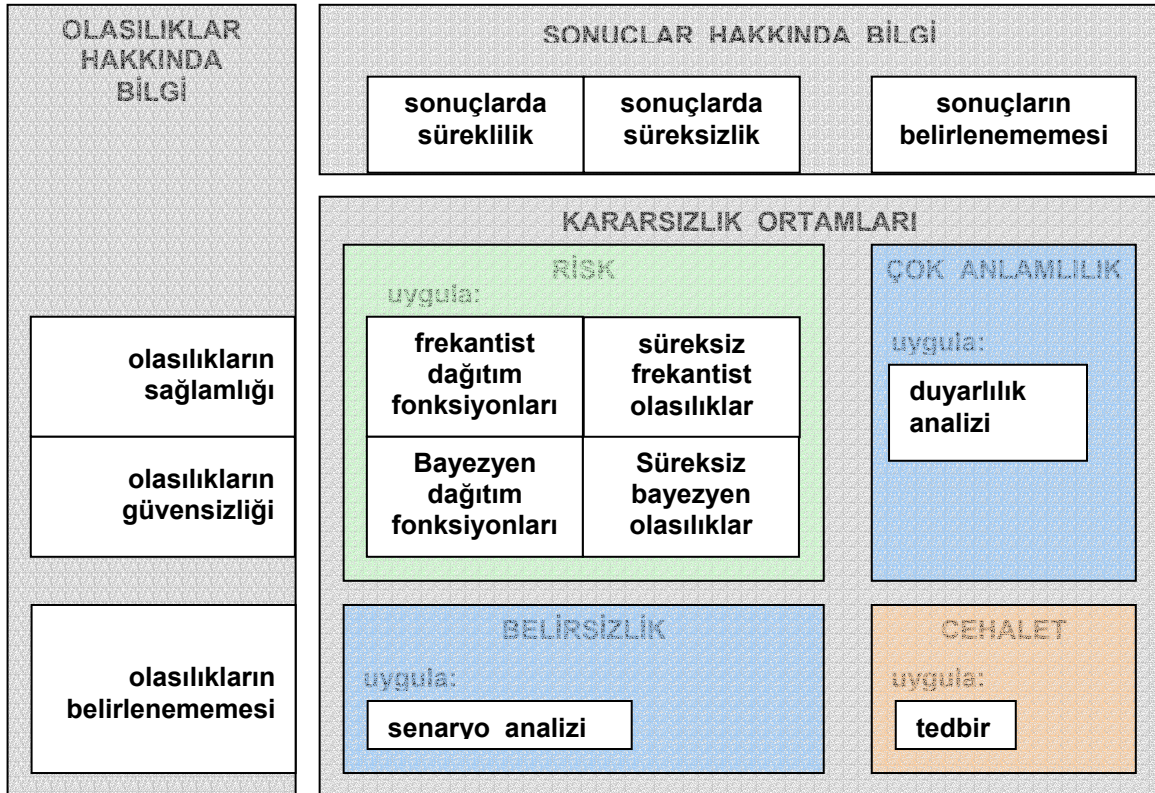 OLASILIKLAR
HAKKINDA
BİLGİ
SONUCLAR HAKKINDA BİLGİ
sonuçlarda
süreklilik
sonuçlarda
süreksizlik
sonuçların
belirlenememesi
KARARSIZLIK ORTAMLARI
RİSK
uygula:
ÇOK ANLAMLILIK
uygula:
olasılıkların
sağlamlığı
frekantist
dağıtım
fonksiyonları
süreksiz
frekantist
olasılıklar
duyarlılık
analizi
olasılıkların
güvensizliği
Bayezyen
dağıtım
fonksiyonları
Süreksiz
bayezyen
olasılıklar
olasılıkların
belirlenememesi
BELİRSİZLİK
uygula:
senaryo analizi
CEHALET
uygula:
tedbir